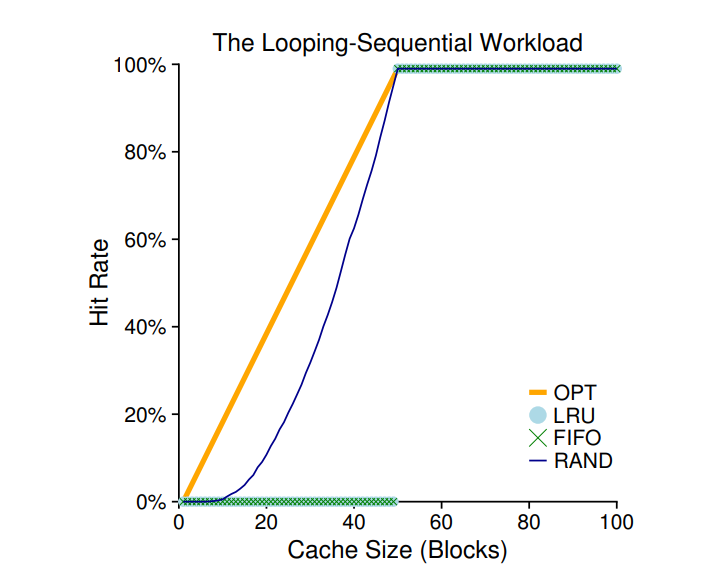 The Looping-Sequential Workload
100%
80%
60%
40%
20%
0%
Hit Rate
OPT
LRU
FIFO
RAND
0 20 40 60 80 100
Cache Size (Blocks)